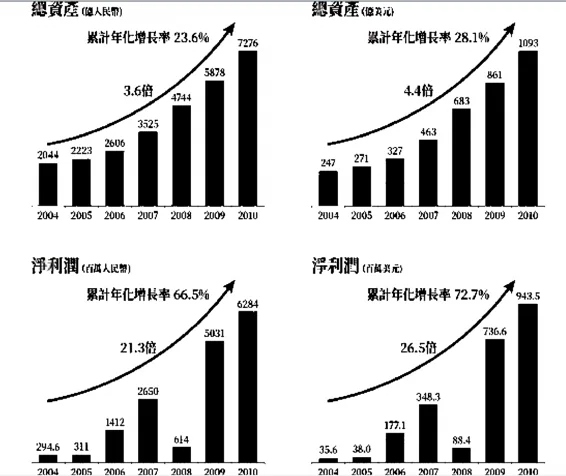 總資產(億人民幣)
累計年化增長率 23.6%
3.6倍
2044 2223 2606 3525 4744 5878 7276
2004 2005 2006 2007 2008 2009 2010
總資產(億美元)
累計年化增長率 28.1%
4.4倍
247 271 327 463 683 861 1093
2004 2005 2006 2007 2008 2009 2010
淨利潤(百萬人民幣)
累計年化增長率 66.5%
21.3倍
294.6 311 1412 2650 614 5031 6284
2004 2005 2006 2007 2008 2009 2010
淨利潤(百萬美元)
累計年化增長率 72.7%
26.5倍
35.6 38.0 177.1 348.3 88.4 736.6 943.5
2004 2005 2006 2007 2008 2009 2010